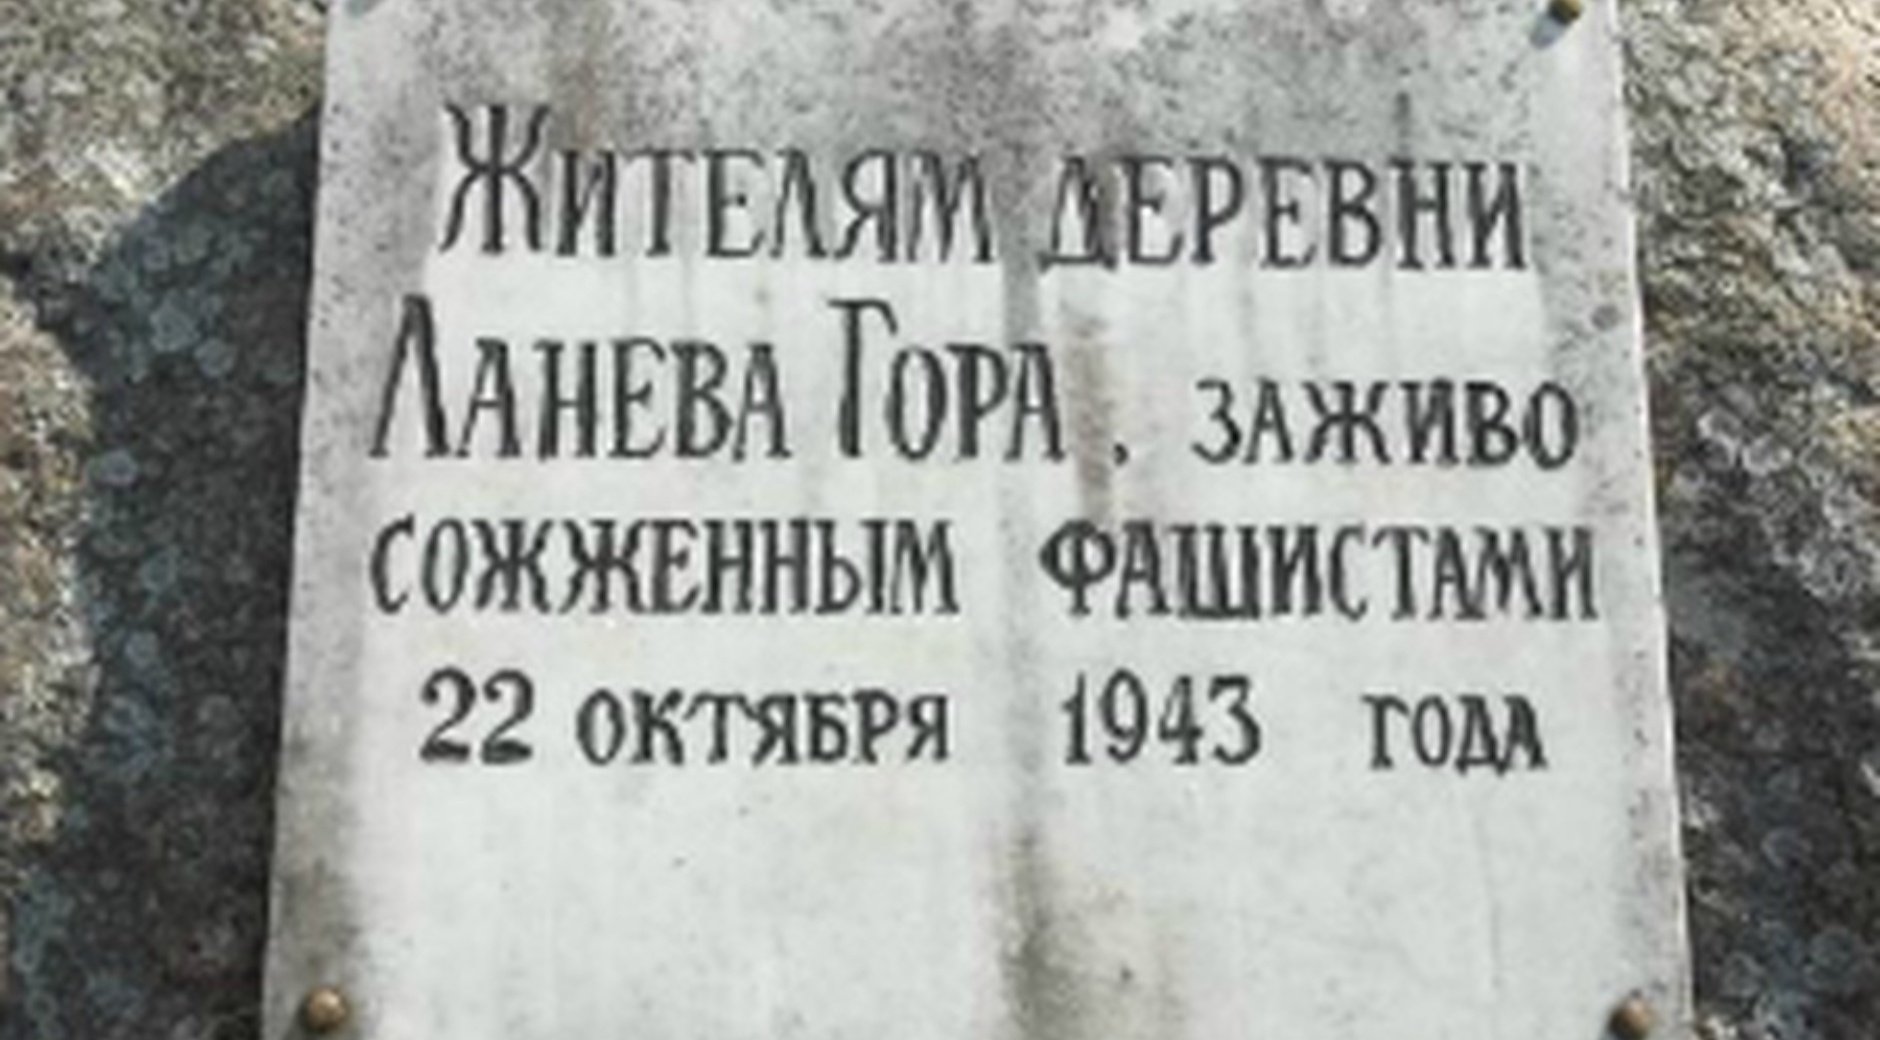 Жителям деревни
Ланева Гора, заживо
сожженным фашистами
22 октября 1943 года